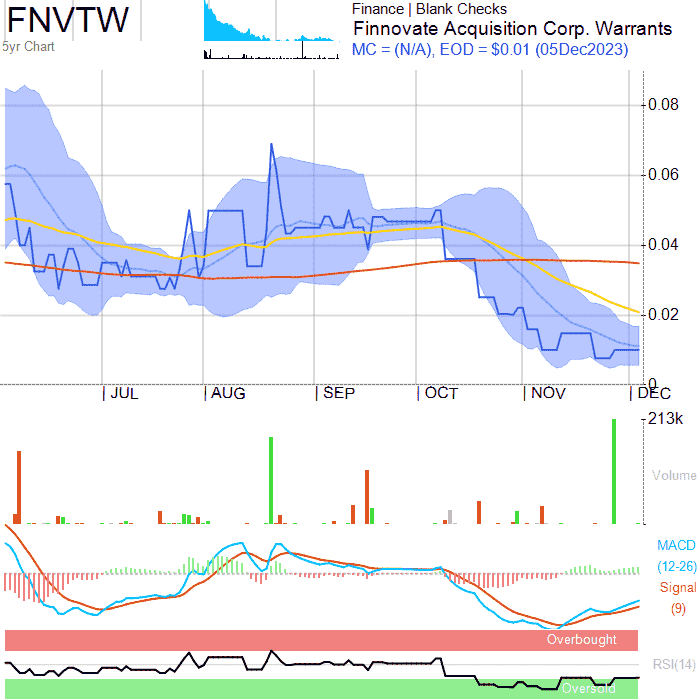 FNVTW
5yr Chart
Finance | Blank Checks
Finnovate Acquisition Corp. Warrants
MC = (N/A), EOD = $0.01 (05Dec2023)
0.08
0.06
0.04
0.02
0
JUL AUG SEP OCT NOV DEC
213k
Volume
MACD
(12-26)
Signal
(9)
Overbought
RSI(14)
Oversold